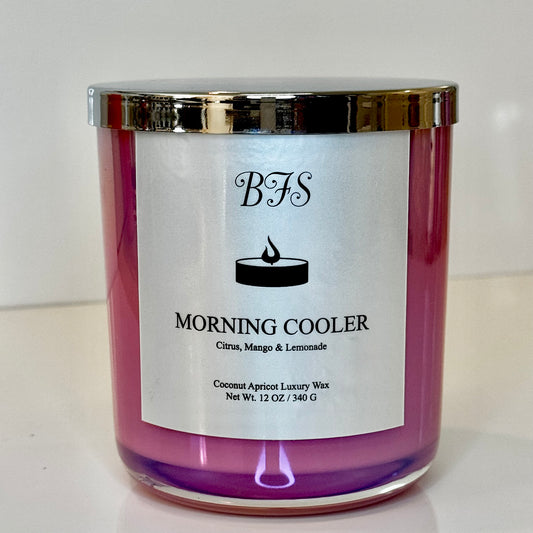 BFS
MORNING COOLER
Citrus, Mango & Lemonade
Coconut Apricot Luxury Wax
Net Wt. 12 OZ / 340 G